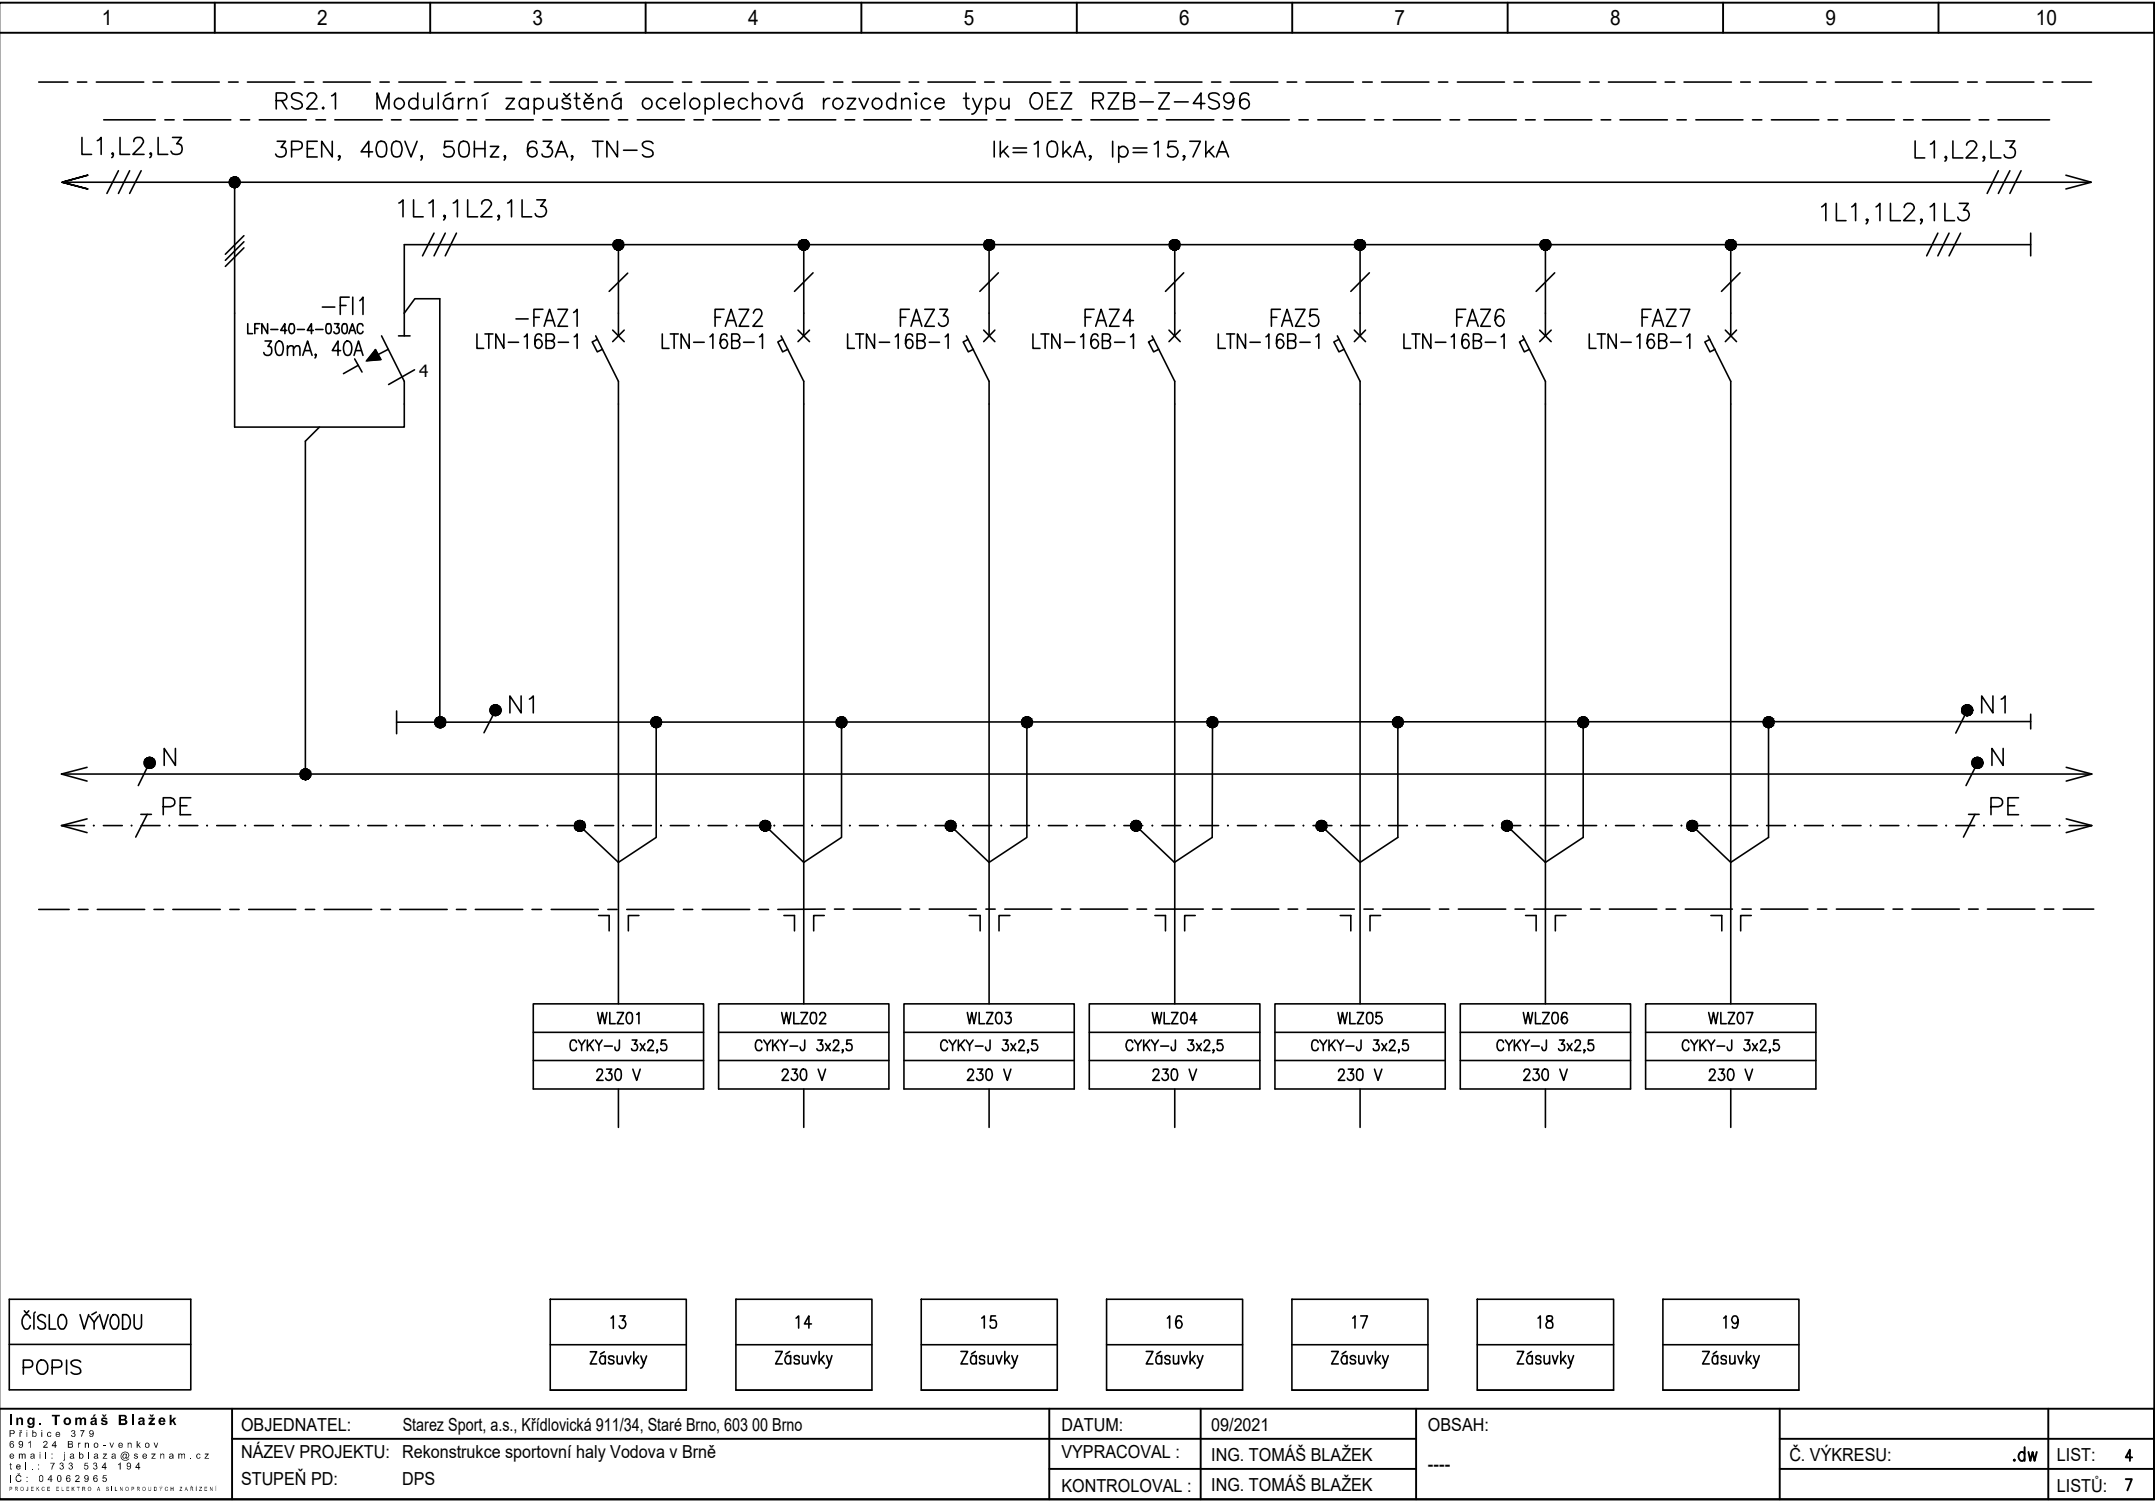 1 2 3 4 5 6 7 8 9 10
RS2.1 Modulární zapuštěná oceloplechová rozvodnice typu OEZ RZB-Z-4S96
L1,L2,L3 3PEN, 400V, 50Hz, 63A, TN-S Ik=10kA, Ip=15,7kA L1,L2,L3
1L1,1L2,1L3 1L1,1L2,1L3
-FI1
LFN-40-4-030AC
30mA, 40A
4
-FAZ1 FAZ2 FAZ3 FAZ4 FAZ5 FAZ6 FAZ7
LTN-16B-1 LTN-16B-1 LTN-16B-1 LTN-16B-1 LTN-16B-1 LTN-16B-1 LTN-16B-1
N1 N1
N N
PE PE
WLZ01 WLZ02 WLZ03 WLZ04 WLZ05 WLZ06 WLZ07
CYKY-J 3x2,5 CYKY-J 3x2,5 CYKY-J 3x2,5 CYKY-J 3x2,5 CYKY-J 3x2,5 CYKY-J 3x2,5 CYKY-J 3x2,5
230 V 230 V 230 V 230 V 230 V 230 V 230 V
ČÍSLO VÝVODU 13 14 15 16 17 18 19
POPIS Zásuvky Zásuvky Zásuvky Zásuvky Zásuvky Zásuvky Zásuvky
Ing. Tomáš Blažek
Přibice 379
691 24 Brno-venkov
email: jablaza@seznam.cz
tel.: 733 534 194
IČ: 04062965
PROJEKCE ELEKTRO A SILNOPROUDÝCH ZAŘÍZENÍ
OBJEDNATEL: Starez Sport, a.s., Křídlovická 911/34, Staré Brno, 603 00 Brno
NÁZEV PROJEKTU: Rekonstrukce sportovní haly Vodova v Brně
STUPEŇ PD: DPS
DATUM: 09/2021
VYPRACOVAL : ING. TOMÁŠ BLAŽEK
KONTROLOVAL : ING. TOMÁŠ BLAŽEK
OBSAH:
----
Č. VÝKRESU: .dw
LIST: 4
LISTŮ: 7